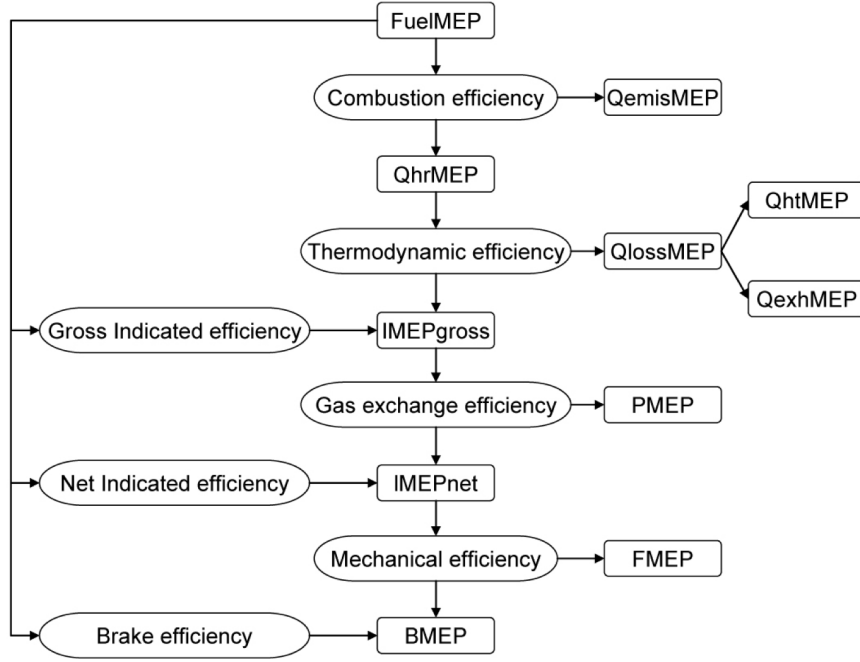 FuelMEP
Combustion efficiency
QemisMEP
QhrMEP
QhtMEP
Thermodynamic efficiency
QlossMEP
QexhMEP
Gross Indicated efficiency
IMEPgross
Gas exchange efficiency
PMEP
Net Indicated efficiency
IMEPnet
Mechanical efficiency
FMEP
Brake efficiency
BMEP